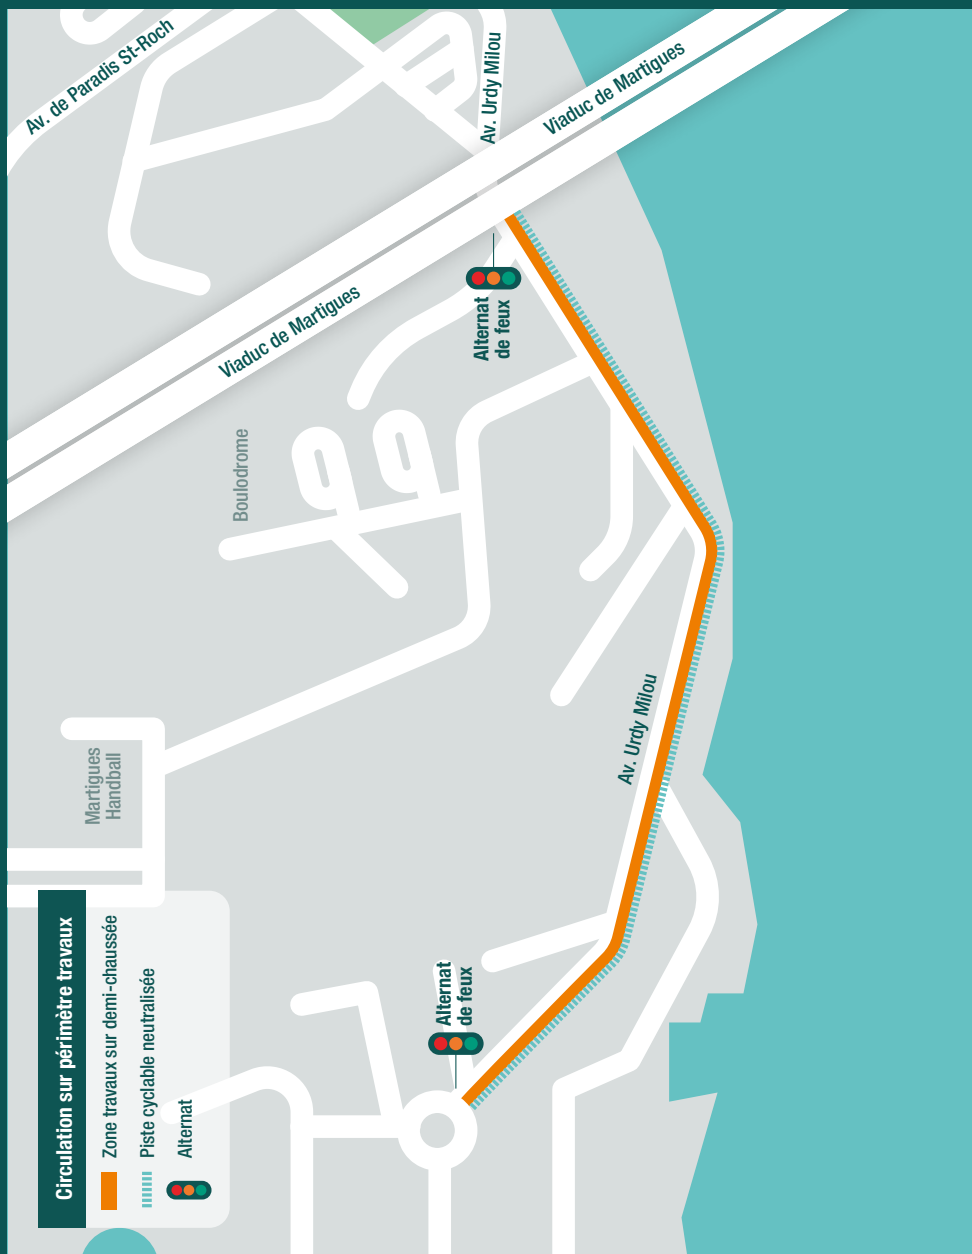 Circulation sur périmètre travaux
Zone travaux sur demi-chaussée
Piste cyclable neutralisée
Alternat
Martigues
Handball
Boulodrome
Av. de Paradis St-Roch
Viaduc de Martigues
Alternat
de feux
Alternat
de feux
Av. Urdy Milou
Viaduc de Martigues
Av. Urdy Milou